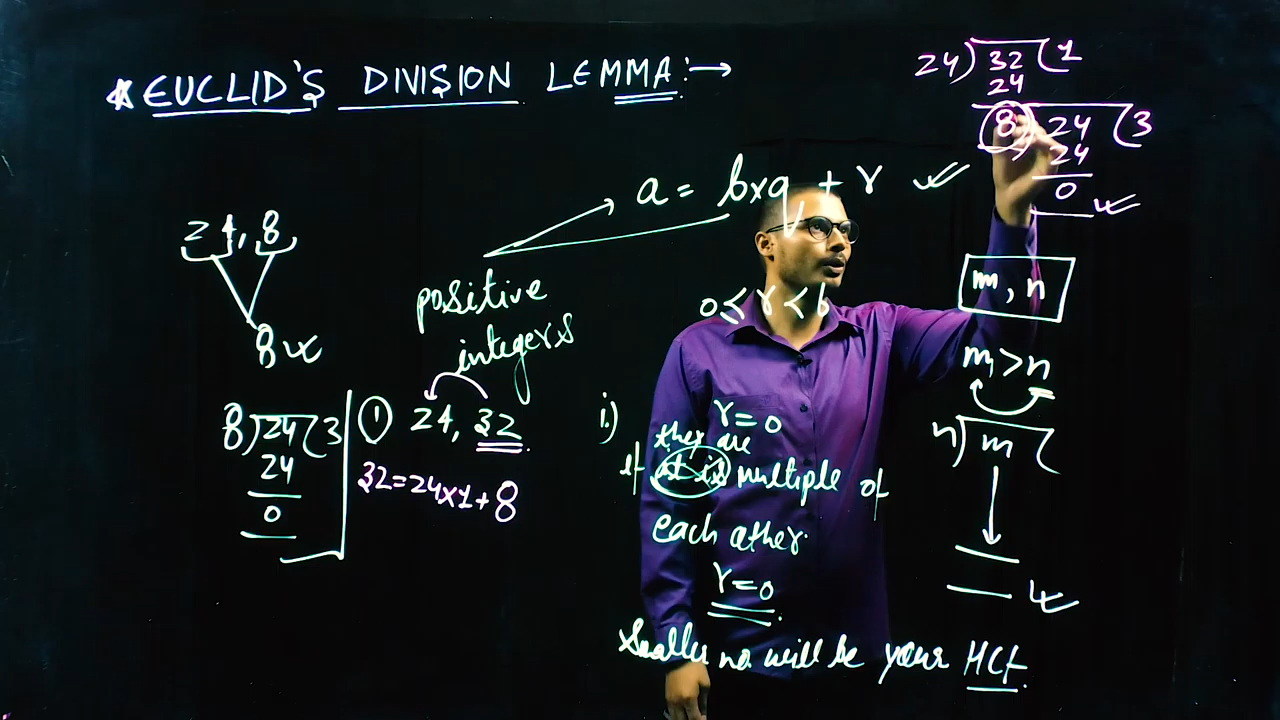 * EUCLID'S DIVISION LEMMA:→
24) 32 (1
24
8) 24 (3
24
0
a = b×q + r
24, 8
8
positive
integers
0 ≤ r < b
m, n
m > n
n) m (
8) 24 (3
24
0
① 24, 32
32 = 24×1 + 8
i.) r = 0
they are
If it is multiple of
each other.
r = 0
Smaller no. will be your HCF.